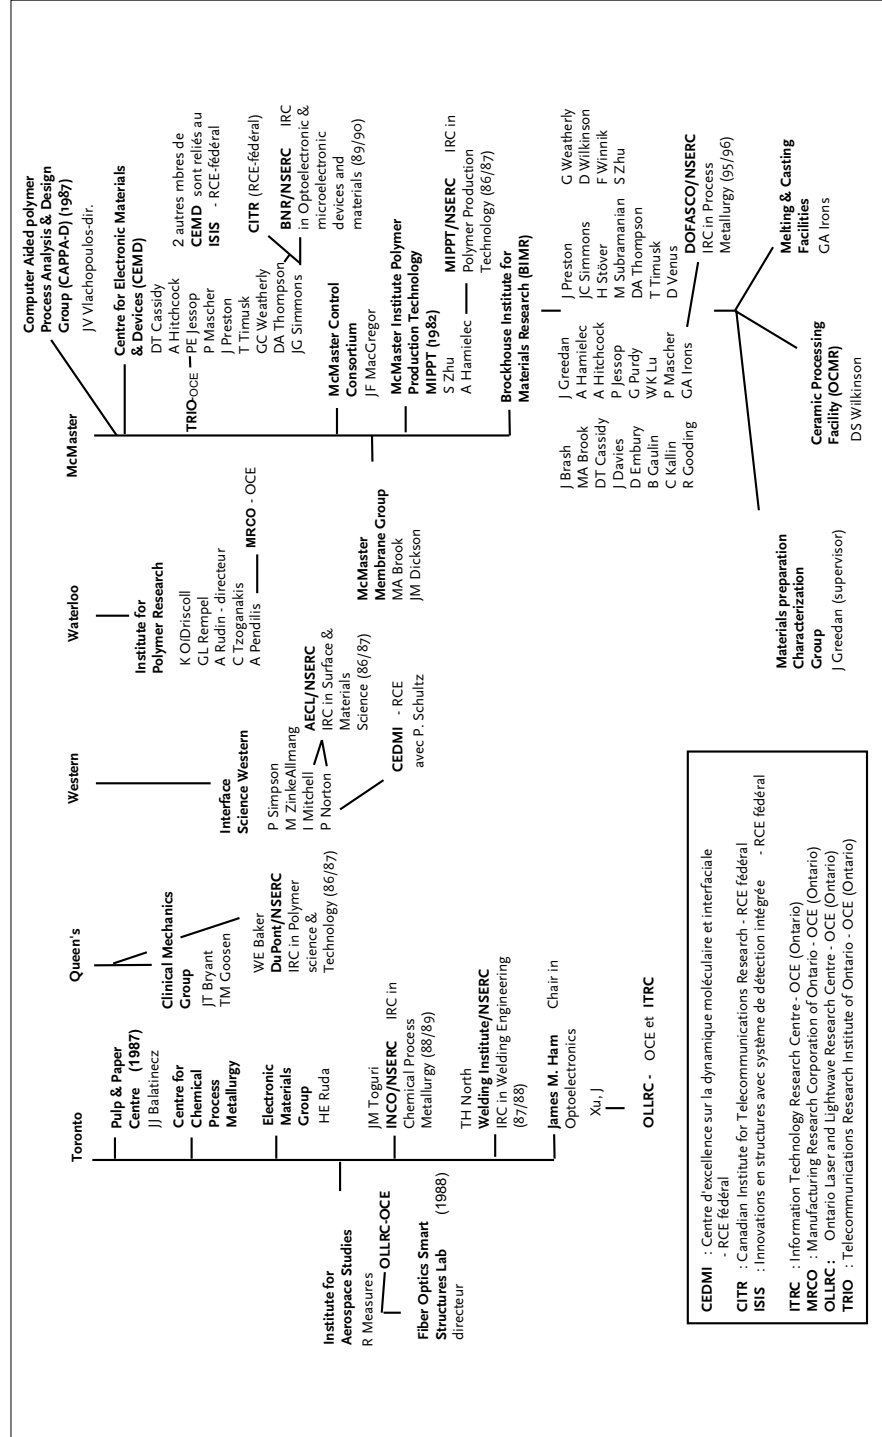 Toronto
Pulp & Paper
Centre (1987)
JJ Balatinecz
Centre for
Chemical
Process
Metallurgy
Electronic
Materials
Group
HE Ruda
Institute for
Aerospace Studies
R Measures
OLLRC-OCE
Fiber Optics Smart
Structures Lab (1988)
directeur
JM Toguri
INCO/NSERC IRC in
Chemical Process
Metallurgy (88/89)
TH North
Welding Institute/NSERC
IRC in Welding Engineering
(87/88)
James M. Ham Chair in
Optoelectronics
Xu, J
OLLRC - OCE et ITRC
Queen's
Clinical Mechanics
Group
JT Bryant
TM Goosen
WE Baker
DuPont/NSERC
IRC in Polymer
science &
Technology (86/87)
Western
Interface
Science Western
P Simpson
M ZinkeAllmang
I Mitchell
P Norton
AECL/NSERC
IRC in Surface &
Materials
Science (86/87)
CEDMI - RCE
avec P. Schultz
Waterloo
Institute for
Polymer Research
K OíDriscoll
GL Rempel
A Rudin - directeur
C Tzoganakis
A Pendilis
MRCO - OCE
McMaster
Computer Aided polymer
Process Analysis & Design
Group (CAPPA-D) (1987)
JV Vlachopoulos-dir.
Centre for Electronic Materials
& Devices (CEMD)
DT Cassidy
A Hitchcock
TRIO-OCE
PE Jessop
P Mascher
J Preston
T Timusk
GC Weatherly
DA Thompson
JG Simmons
2 autres mbres de
CEMD sont reliés au
ISIS - RCE-fédéral
CITR (RCE-fédéral)
BNR/NSERC IRC
in Optoelectronic &
microelectronic
devices and
materials (89/90)
McMaster Control
Consortium
JF MacGregor
McMaster
Membrane Group
MA Brook
JM Dickson
McMaster Institute Polymer
Production Technology
MIPPT (1982)
S Zhu
A Hamielec
MIPPT/NSERC IRC in
Polymer Production
Technology (86/87)
Brockhouse Institute for
Materials Research (BIMR)
J Brash
MA Brook
DT Cassidy
J Davies
D Embury
B Gaulin
C Kallin
R Gooding
J Greedan
A Hamielec
A Hitchcock
P Jessop
G Purdy
WK Lu
P Mascher
GA Irons
J Preston
JC Simmons
H Stöver
M Subramanian
DA Thompson
T Timusk
D Venus
G Weatherly
D Wilkinson
F Winnik
S Zhu
DOFASCO/NSERC
IRC in Process
Metallurgy (95/96)
Materials preparation
Characterization
Group
J Greedan (supervisor)
Ceramic Processing
Facility (OCMR)
DS Wilkinson
Melting & Casting
Facilities
GA Irons
CEDMI : Centre d'excellence sur la dynamique moléculaire et interfaciale
- RCE fédéral
CITR : Canadian Institute for Telecommunications Research - RCE fédéral
ISIS : Innovations en structures avec système de détection intégrée - RCE fédéral
ITRC : Information Technology Research Centre - OCE (Ontario)
MRCO : Manufacturing Research Corporation of Ontario - OCE (Ontario)
OLLRC : Ontario Laser and Lightwave Research Centre - OCE (Ontario)
TRIO : Telecommunications Research Institute of Ontario - OCE (Ontario)